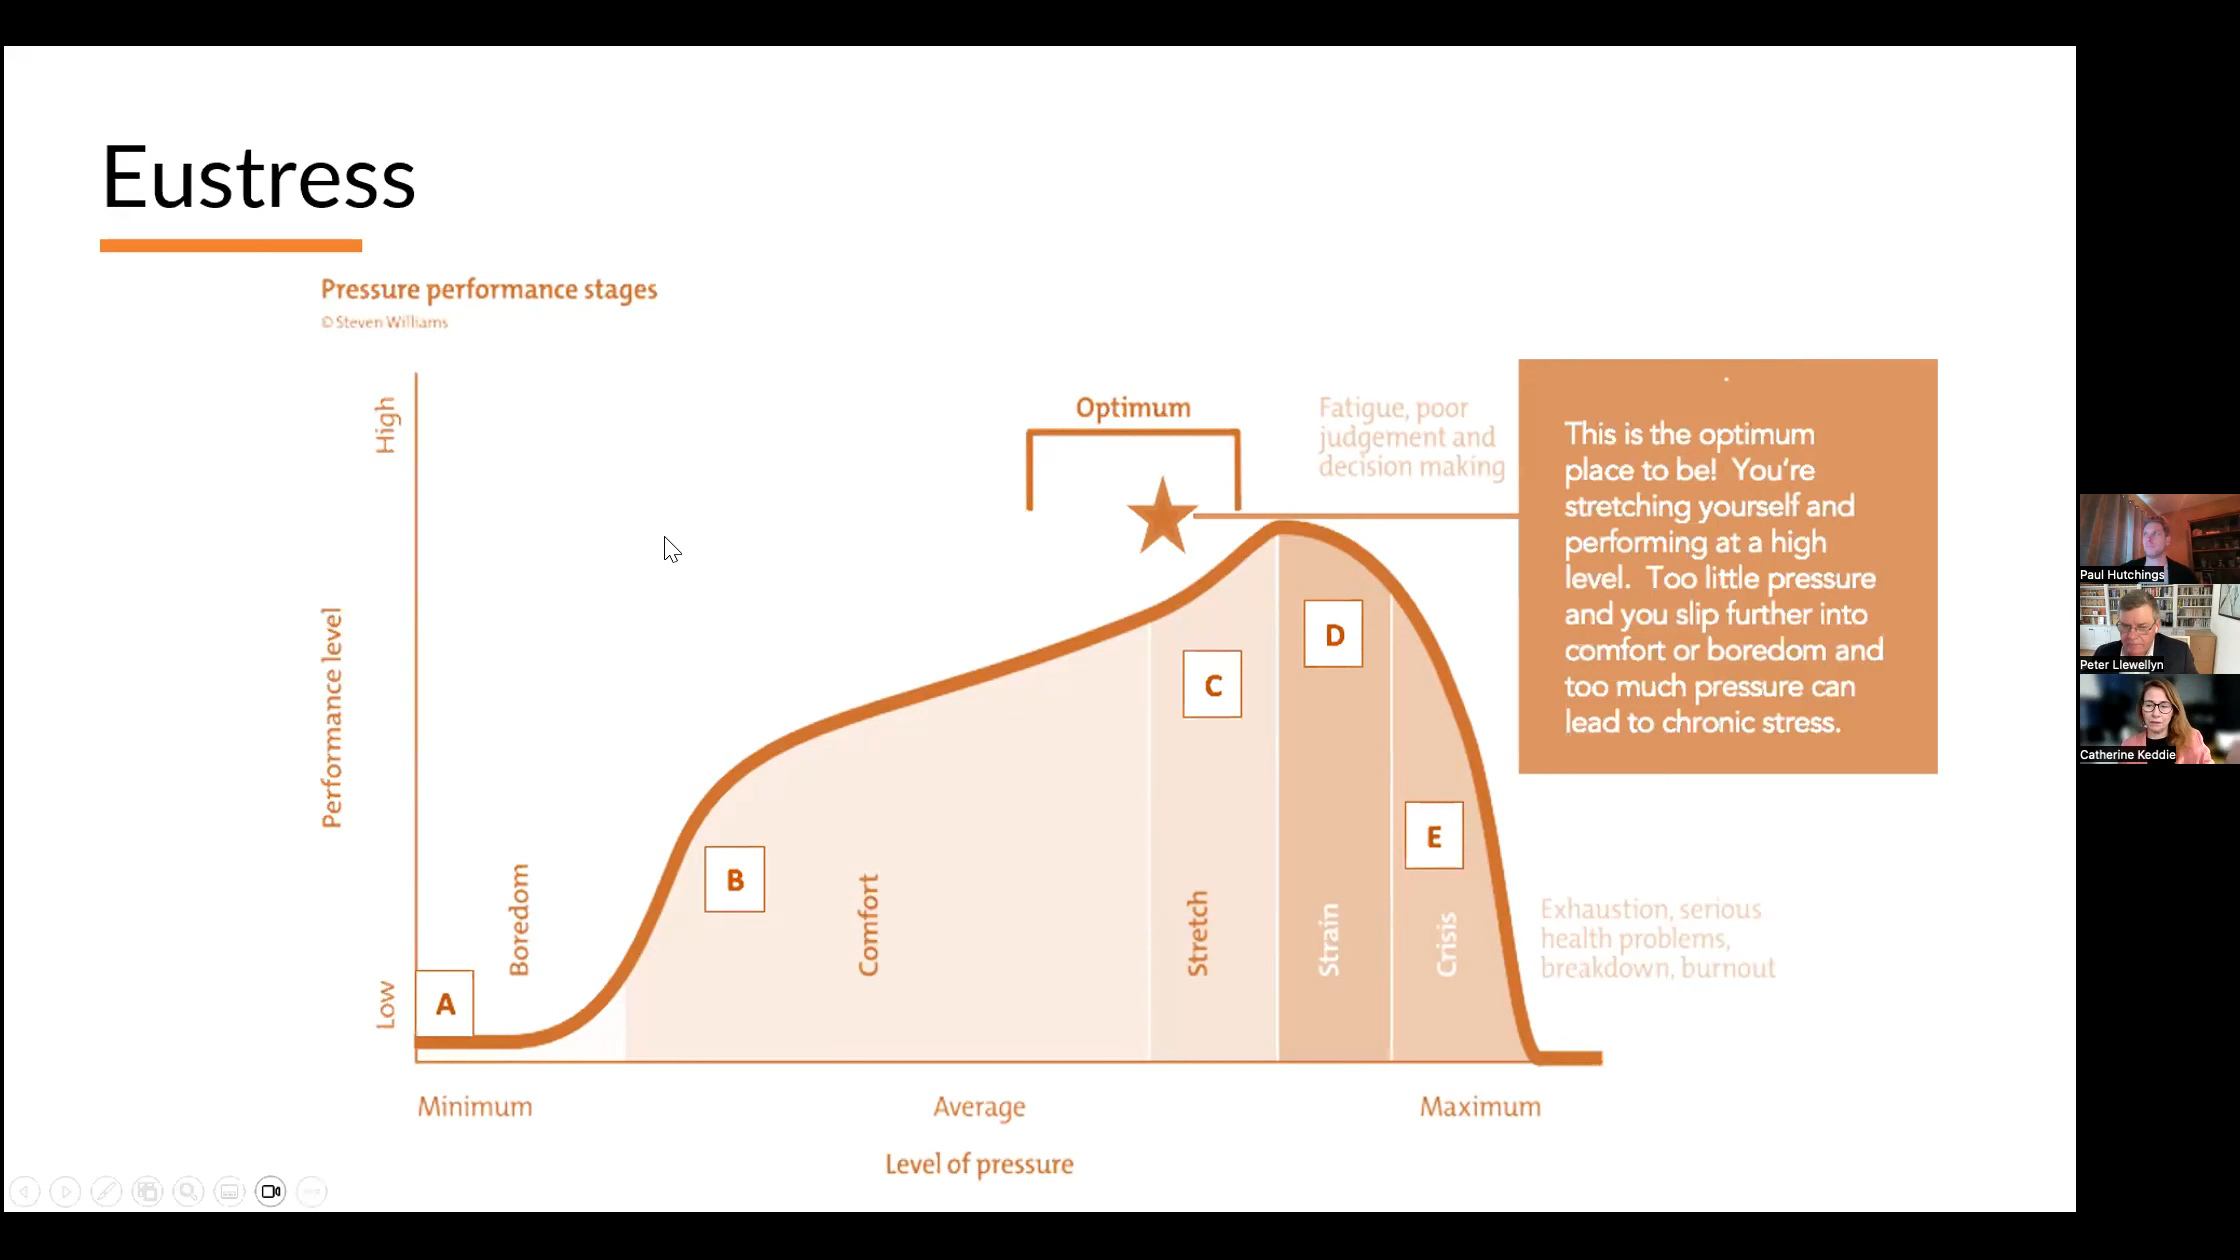 Eustress
Pressure performance stages
© Steven Williams
High
Performance level
Low
Optimum
Fatigue, poor
judgement and
decision making
This is the optimum
place to be! You're
stretching yourself and
performing at a high
level. Too little pressure
and you slip further into
comfort or boredom and
too much pressure can
lead to chronic stress.
A
Boredom
B
Comfort
C
Stretch
D
Strain
E
Crisis
Exhaustion, serious
health problems,
breakdown, burnout
Minimum
Average
Maximum
Level of pressure
Paul Hutchings
Peter Llewellyn
Catherine Keddie